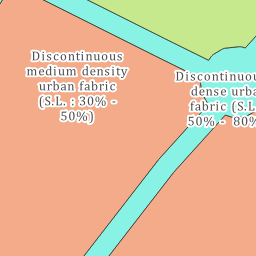 Discontinuous
medium density
urban fabric
(S.L. : 30% -
50%)
Discontinuou
dense urba
fabric (S.L
50% - 80%